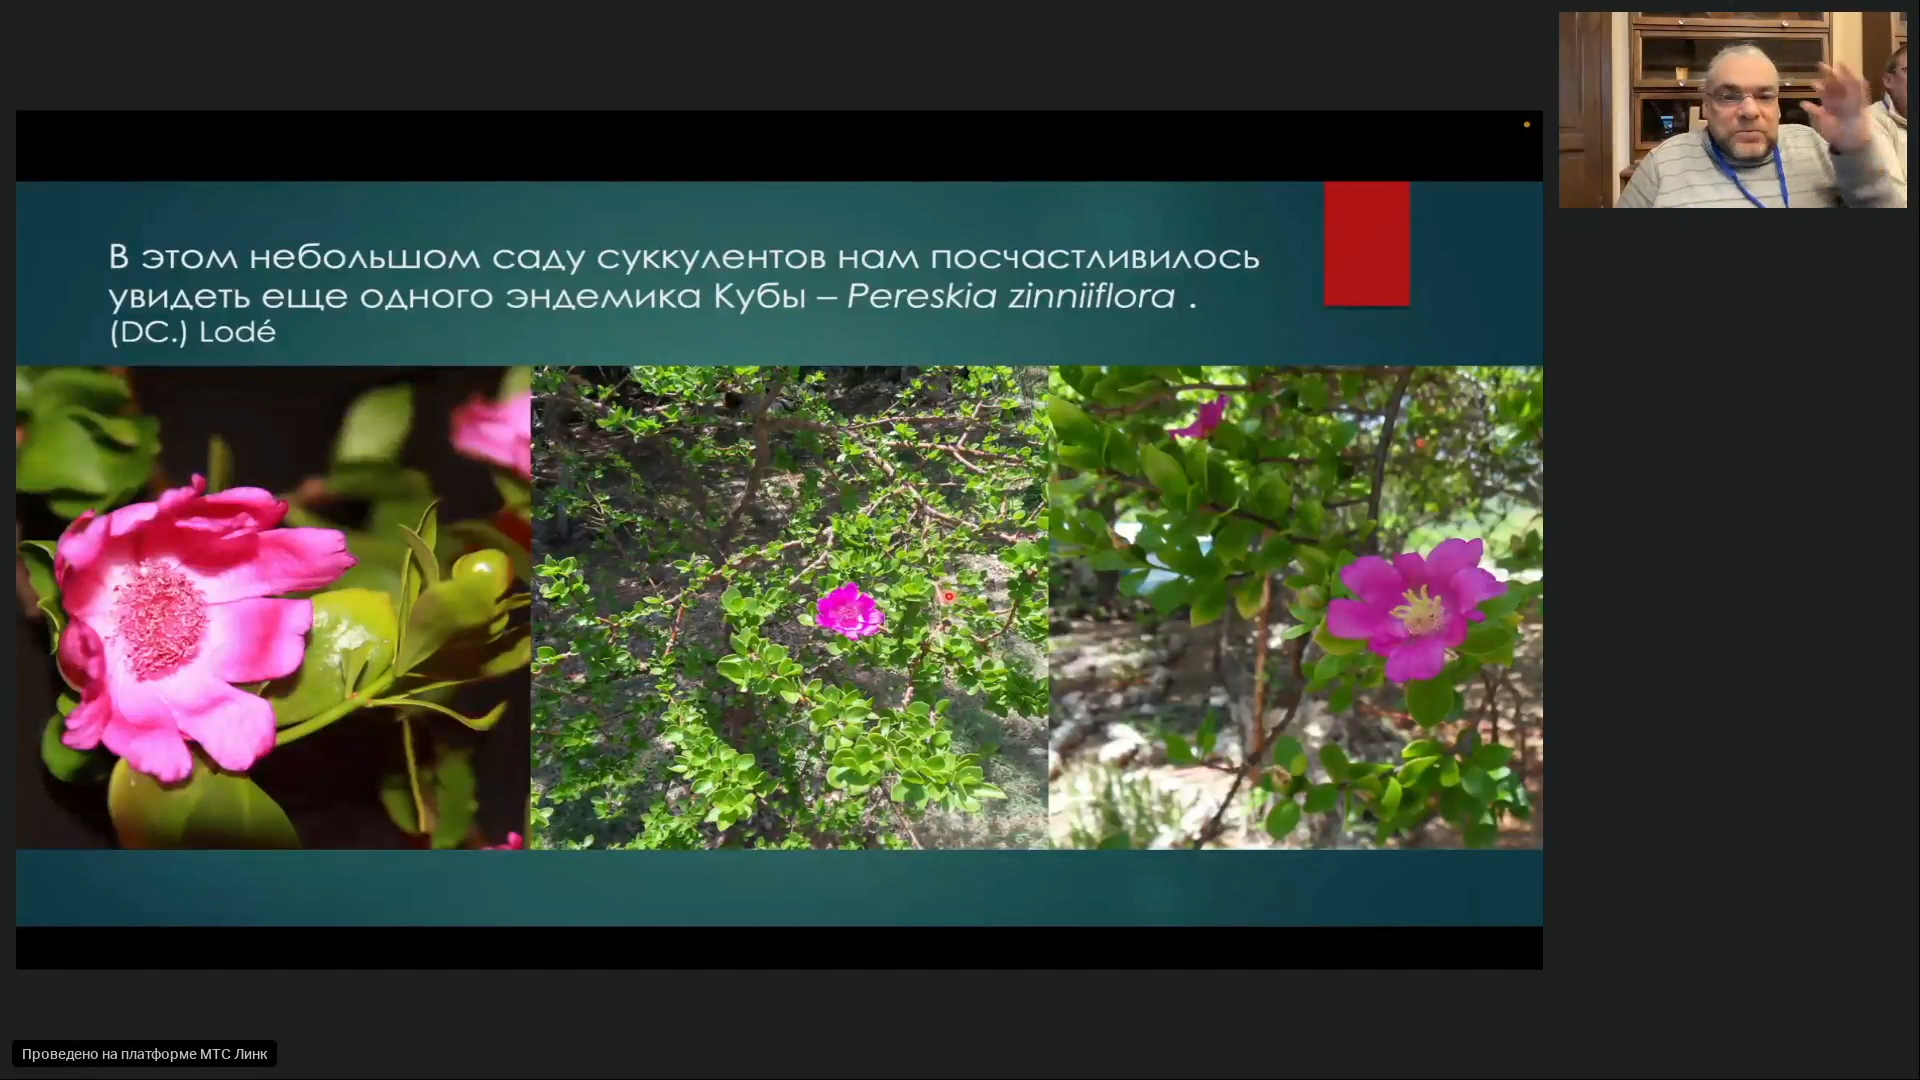 В этом небольшом саду суккулентов нам посчастливилось
увидеть еще одного эндемика Кубы – Pereskia zinniiflora .
(DC.) Lodé
Проведено на платформе МТС Линк